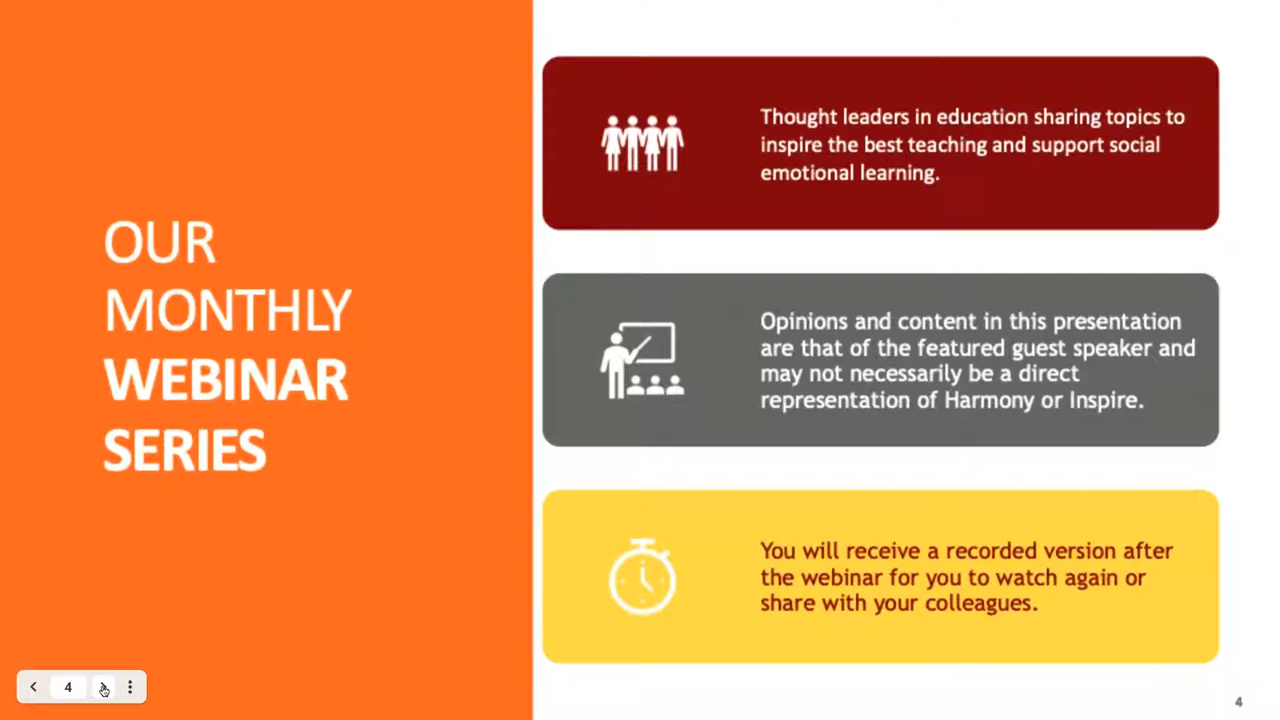 OUR
MONTHLY
WEBINAR
SERIES
Thought leaders in education sharing topics to
inspire the best teaching and support social
emotional learning.
Opinions and content in this presentation
are that of the featured guest speaker and
may not necessarily be a direct
representation of Harmony or Inspire.
You will receive a recorded version after
the webinar for you to watch again or
share with your colleagues.
4
4